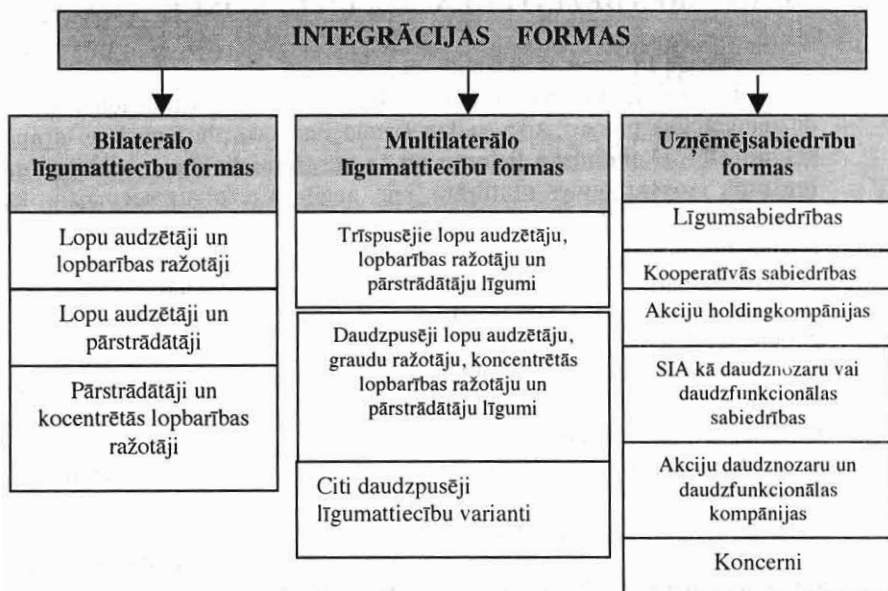 INTEGRĀCIJAS FORMAS
Bilaterālo
līgumattiecību formas
Lopu audzētāji un
lopbarības ražotāji
Lopu audzētāji un
pārstrādātāji
Pārstrādātāji un
kocentrētās lopbarības
ražotāji
Multilaterālo
līgumattiecību formas
Trīspusējie lopu audzētāju,
lopbarības ražotāju un
pārstrādātāju līgumi
Daudzpusēji lopu audzētāju,
graudu ražotāju, koncentrētās
lopbarības ražotāju un
pārstrādātāju līgumi
Citi daudzpusēji
līgumattiecību varianti
Uzņēmējsabiedrību
formas
Līgumsabiedrības
Kooperatīvās sabiedrības
Akciju holdingkompānijas
SIA kā daudznozaru vai
daudzfunkcionālas
sabiedrības
Akciju daudznozaru un
daudzfunkcionālas
kompānijas
Koncerni